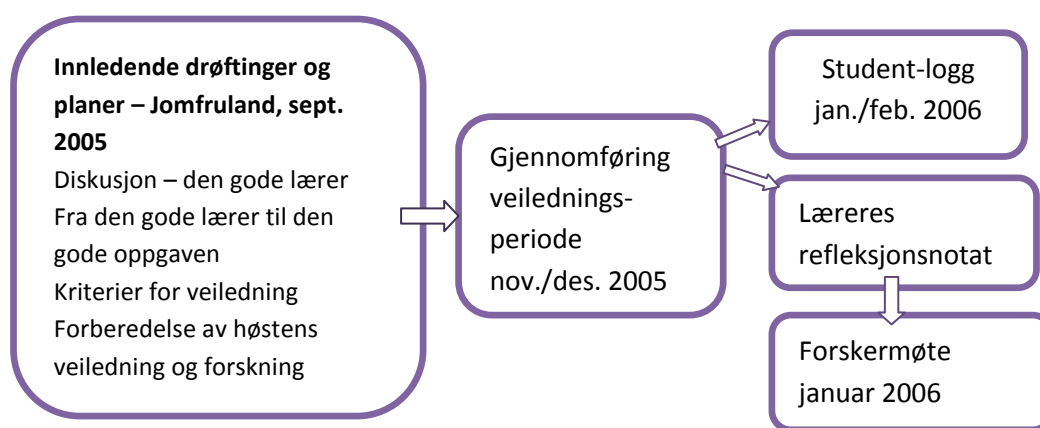 Innledende drøftinger og
planer – Jomfruland, sept.
2005
Diskusjon – den gode lærer
Fra den gode lærer til den
gode oppgaven
Kriterier for veiledning
Forberedelse av høstens
veiledning og forskning
Gjennomføring
veilednings-
periode
nov./des. 2005
Student-logg
jan./feb. 2006
Læreres
refleksjonsnotat
Forskermøte
januar 2006